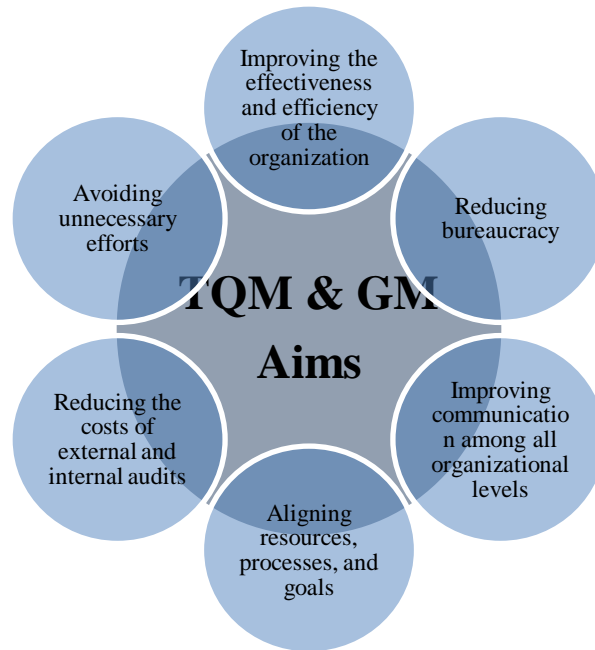 Improving the
effectiveness
and efficiency
of the
organization
Reducing
bureaucracy
Improving
communicatio
n among all
organizational
levels
Aligning
resources,
processes, and
goals
Reducing the
costs of
external and
internal audits
Avoiding
unnecessary
efforts
TQM & GM
Aims